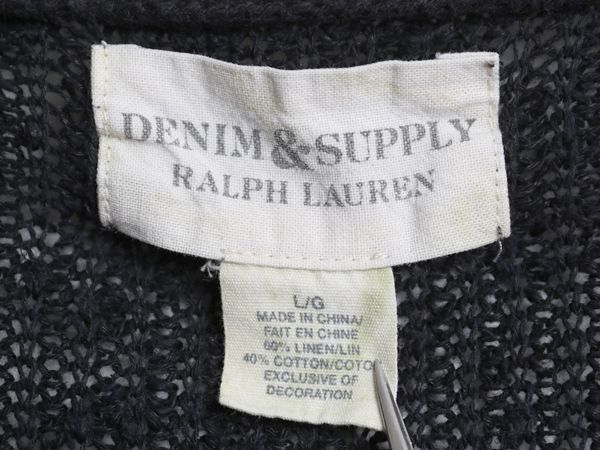 DENIM & SUPPLY
RALPH LAUREN
L/G
MADE IN CHINA/
FAIT EN CHINE
60% LINEN/LIN
40% COTTON/COTON
EXCLUSIVE OF
DECORATION